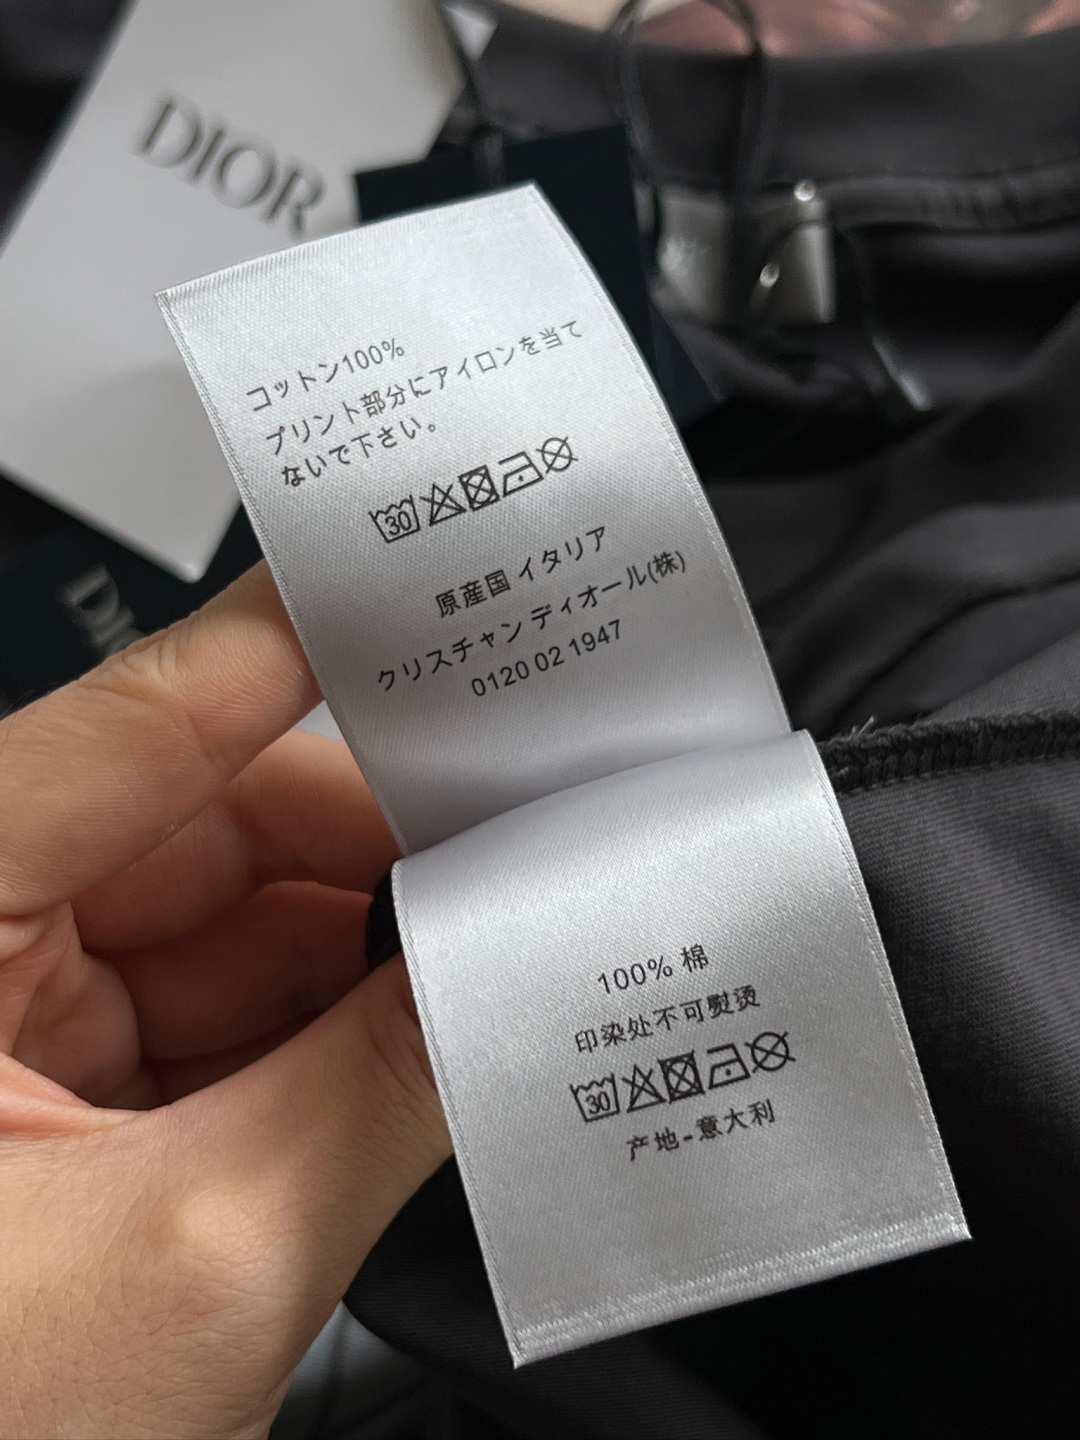 DIOR
コットン100%
プリント部分にアイロンを当て
ないで下さい。
30
原産国 イタリア
クリスチャン ディオール(株)
0120 02 1947
100% 棉
印染处不可熨烫
30
产地-意大利